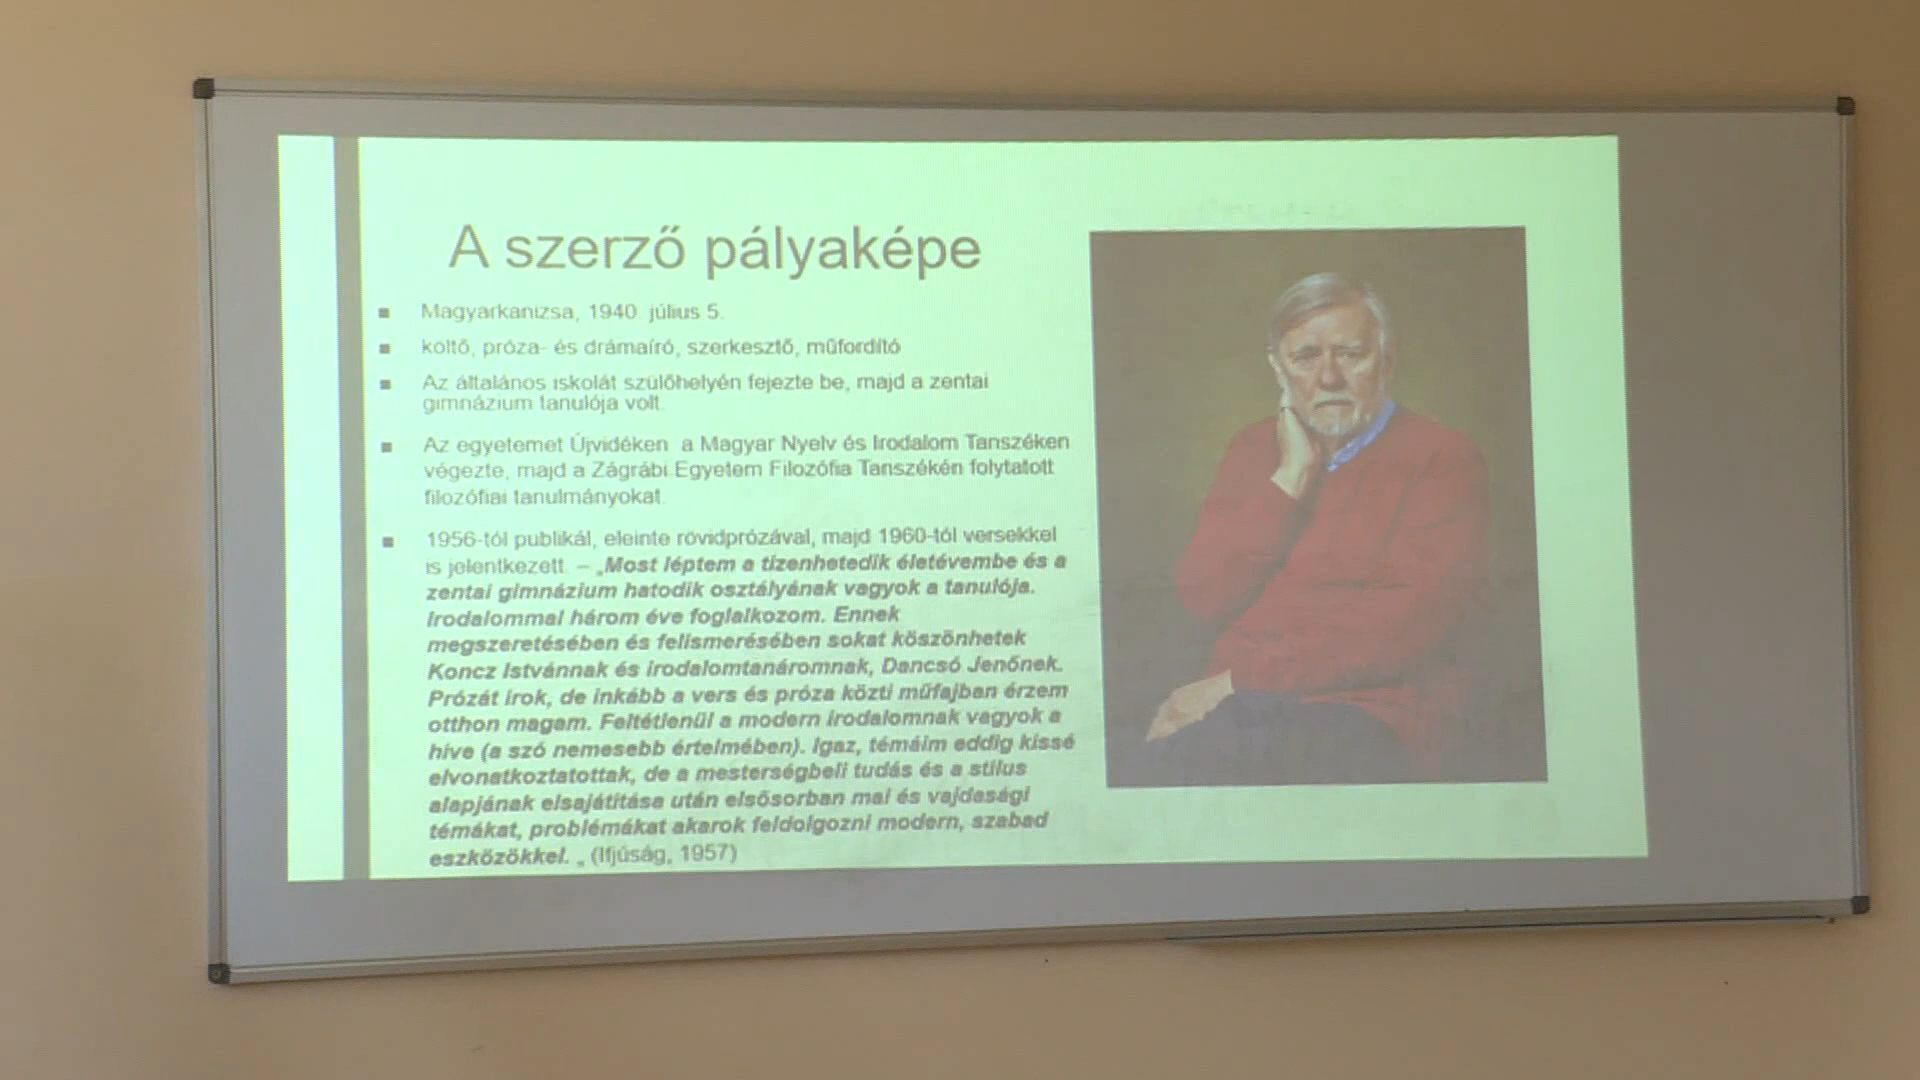 A szerző pályaképe
Magyarkanizsa, 1940. július 5.
költő, próza- és drámaíró, szerkesztő, műfordító
Az általános iskolát szülőhelyén fejezte be, majd a zentai
gimnázium tanulója volt.
Az egyetemet Újvidéken a Magyar Nyelv és Irodalom Tanszéken
végezte, majd a Zágrábi Egyetem Filozófia Tanszékén folytatott
filozófiai tanulmányokat.
1956-tól publikál, eleinte rövidprózával, majd 1960-tól versekkel
is jelentkezett. – „Most léptem a tizenhetedik életévembe és a
zentai gimnázium hatodik osztályának vagyok a tanulója.
Irodalommal három éve foglalkozom. Ennek
megszeretésében és felismerésében sokat köszönhetek
Koncz Istvánnak és irodalomtanáromnak, Dancsó Jenőnek.
Prózát írok, de inkább a vers és próza közti műfajban érzem
otthon magam. Feltétlenül a modern irodalomnak vagyok a
híve (a szó nemesebb értelmében). Igaz, témáim eddig kissé
elvonatkoztatottak, de a mesterségbeli tudás és a stílus
alapjának elsajátítása után elsősorban mai és vajdasági
témákat, problémákat akarok feldolgozni modern, szabad
eszközökkel. „ (Ifjúság, 1957)